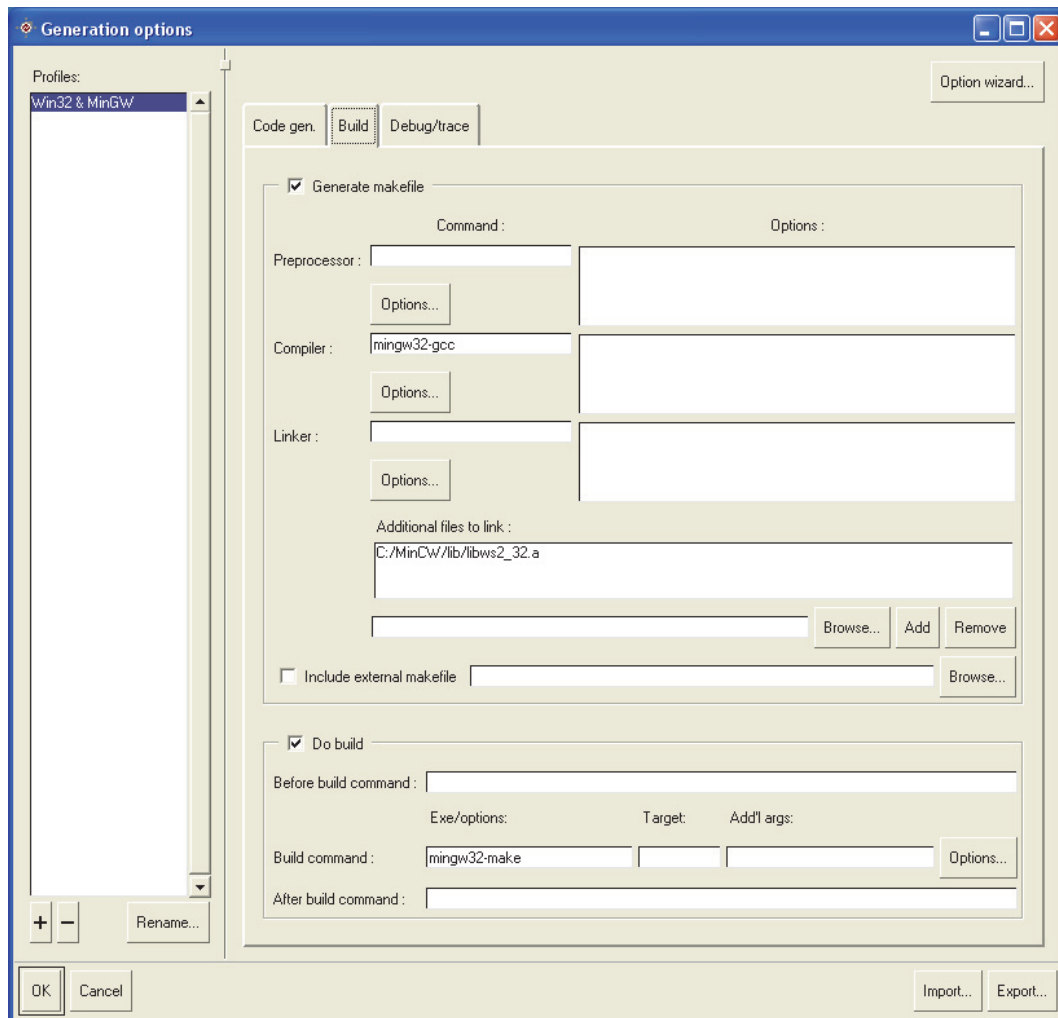 Generation options
Profiles:
Win32 & MinGW
Option wizard...
Code gen. Build Debug/trace
Generate makefile
Command : Options :
Preprocessor :
Options...
Compiler : mingw32-gcc
Options...
Linker :
Options...
Additional files to link :
C:/MinCW/lib/libws2_32.a
Browse... Add Remove
Include external makefile Browse...
Do build
Before build command :
Exe/options: Target: Add'l args:
Build command : mingw32-make Options...
After build command :
+ − Rename...
OK Cancel Import... Export...